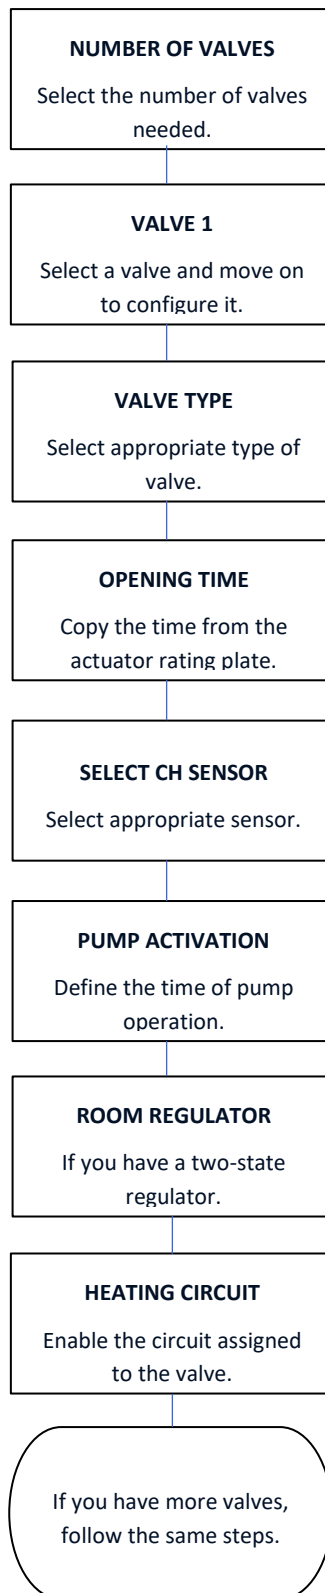 NUMBER OF VALVES
Select the number of valves
needed.
VALVE 1
Select a valve and move on
to configure it.
VALVE TYPE
Select appropriate type of
valve.
OPENING TIME
Copy the time from the
actuator rating plate.
SELECT CH SENSOR
Select appropriate sensor.
PUMP ACTIVATION
Define the time of pump
operation.
ROOM REGULATOR
If you have a two-state
regulator.
HEATING CIRCUIT
Enable the circuit assigned
to the valve.
If you have more valves,
follow the same steps.